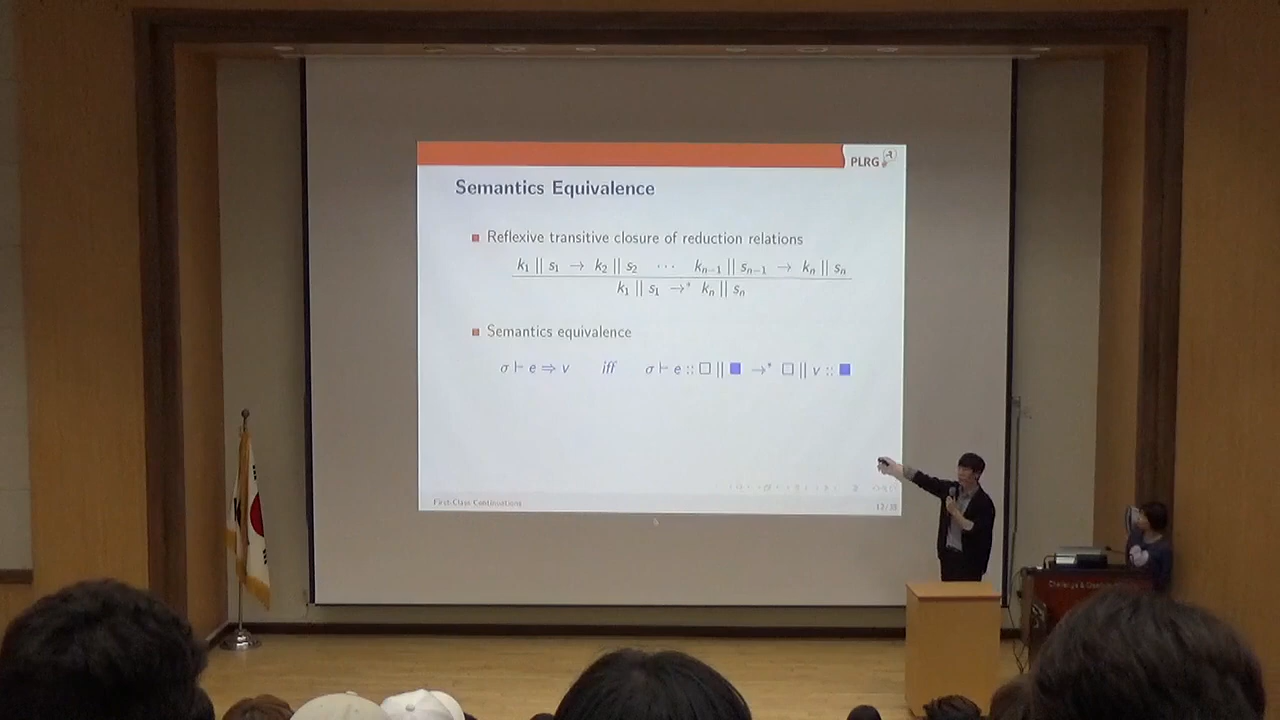 PLRG
Semantics Equivalence
Reflexive transitive closure of reduction relations
k₁ || s₁ → k₂ || s₂ ⋯ kₙ₋₁ || sₙ₋₁ → kₙ || sₙ
k₁ || s₁ →* kₙ || sₙ
Semantics equivalence
σ ⊢ e ⇒ v iff σ ⊢ e :: □ || ■ →* □ || v :: ■
First-Class Continuations